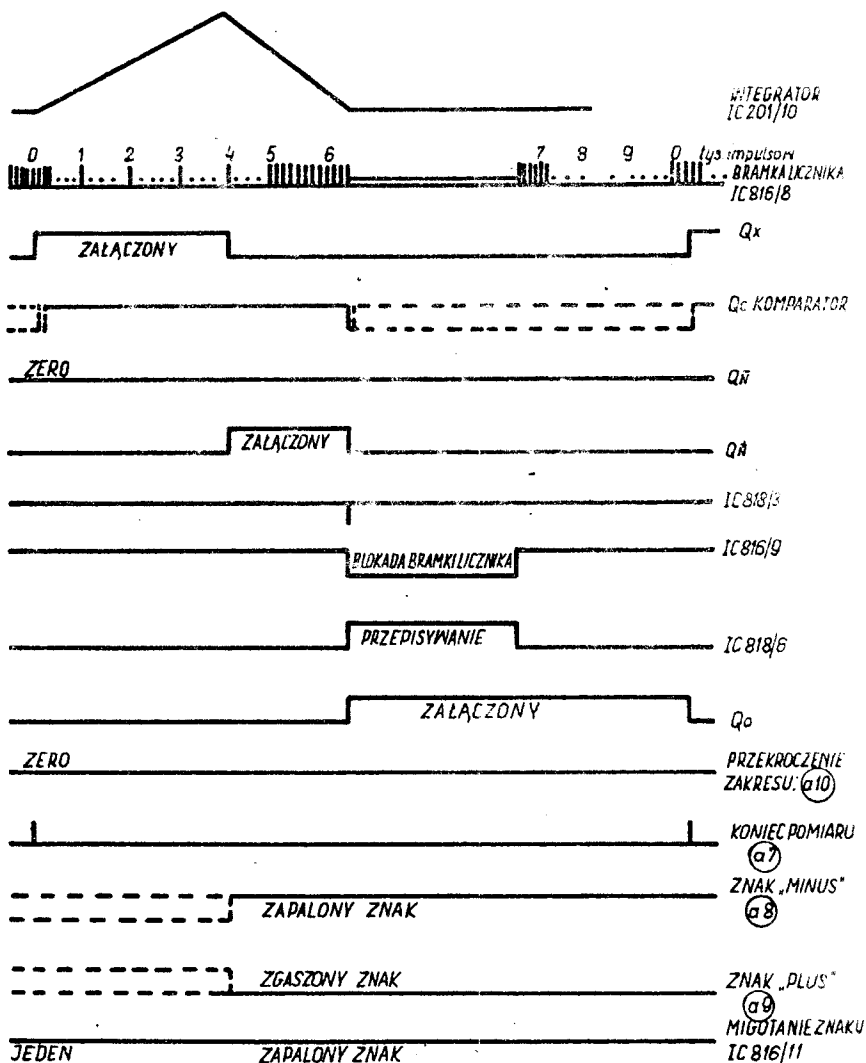 INTEGRATOR
IC 201/10
0 1 2 3 4 5 6 7 8 9 0 tys. impulsów
BRAMKA LICZNIKA
IC 816/8
ZAŁĄCZONY Qx
Qc KOMPARATOR
ZERO
ZAŁĄCZONY
IC 818/3
BLOKADA BRAMKI LICZNIKA IC 816/9
PRZEPISYWANIE IC 818/6
ZAŁĄCZONY Qo
ZERO PRZEKROCZENIE
ZAKRESU: a10
KONIEC POMIARU
a7
ZAPALONY ZNAK ZNAK „MINUS"
a8
ZGASZONY ZNAK ZNAK „PLUS"
a9
MIGOTANIE ZNAKU
JEDEN ZAPALONY ZNAK IC 816/11